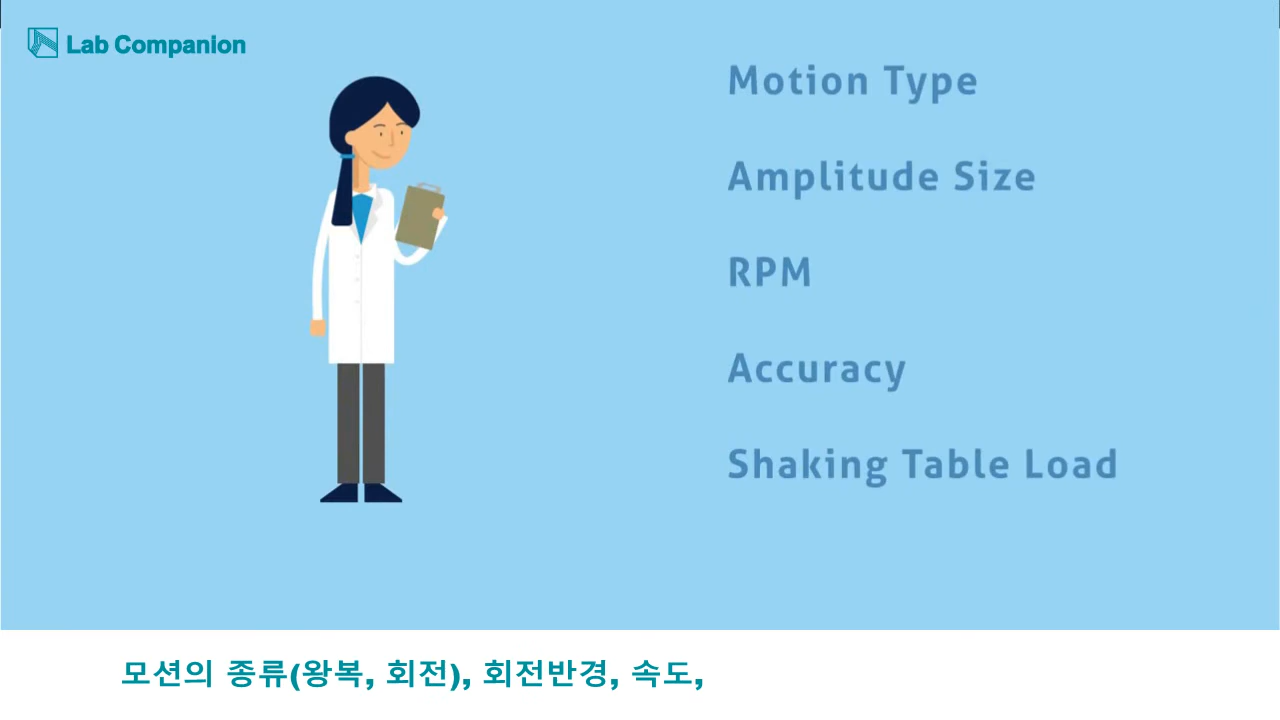 Lab Companion
Motion Type
Amplitude Size
RPM
Accuracy
Shaking Table Load
모션의 종류(왕복, 회전), 회전반경, 속도,